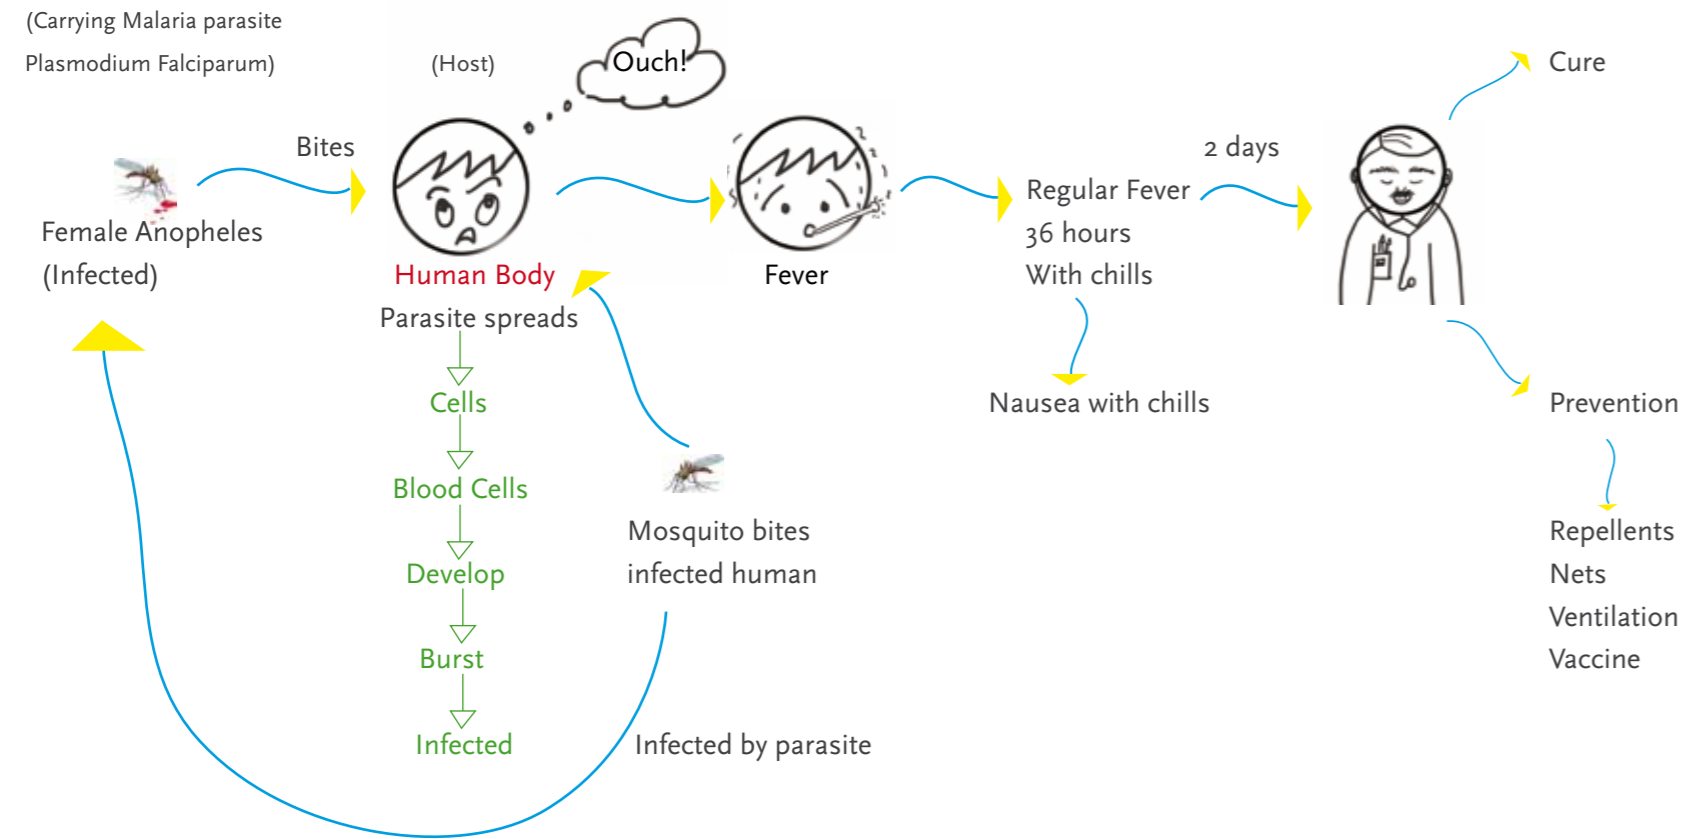 (Carrying Malaria parasite
Plasmodium Falciparum)
(Host)
Ouch!
Cure
Bites
2 days
Female Anopheles
(Infected)
Human Body
Fever
Regular Fever
36 hours
With chills
Parasite spreads
Cells
Blood Cells
Develop
Burst
Infected
Nausea with chills
Mosquito bites
infected human
Infected by parasite
Prevention
Repellents
Nets
Ventilation
Vaccine